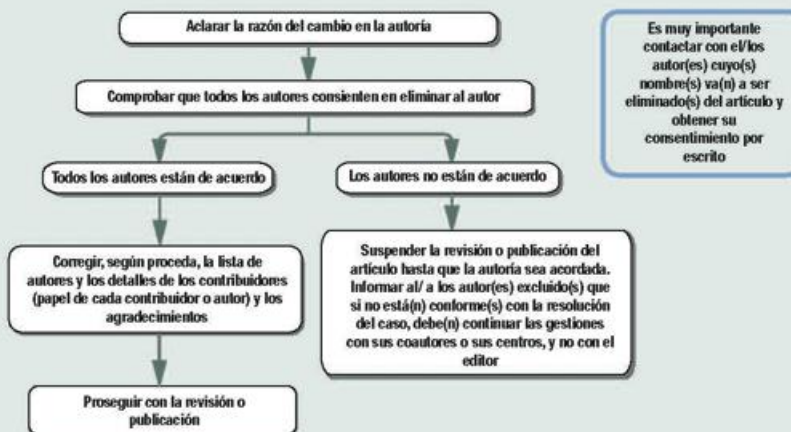 Aclarar la razón del cambio en la autoría
Comprobar que todos los autores consienten en eliminar al autor
Todos los autores están de acuerdo
Los autores no están de acuerdo
Corregir, según proceda, la lista de
autores y los detalles de los contribuidores
(papel de cada contribuidor o autor) y los
agradecimientos
Suspender la revisión o publicación del
artículo hasta que la autoría sea acordada.
Informar al/ a los autor(es) excluido(s) que
si no está(n) conforme(s) con la resolución
del caso, debe(n) continuar las gestiones
con sus coautores o sus centros, y no con el
editor
Proseguir con la revisión o
publicación
Es muy importante
contactar con el/los
autor(es) cuyo(s)
nombre(s) va(n) a ser
eliminado(s) del artículo y
obtener su
consentimiento por
escrito